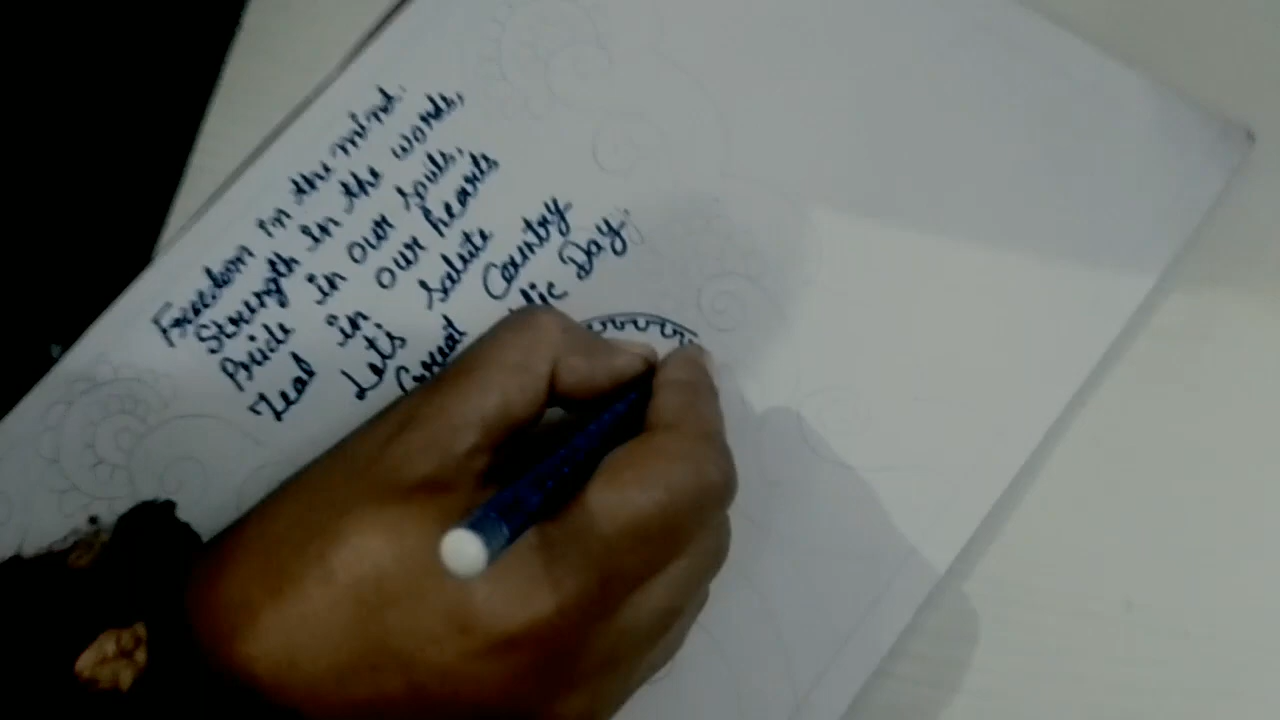 Freedom in the mind.
Strength in the words,
Pride in our souls,
Zeal in our hearts
Let's Salute Country
Great Day.